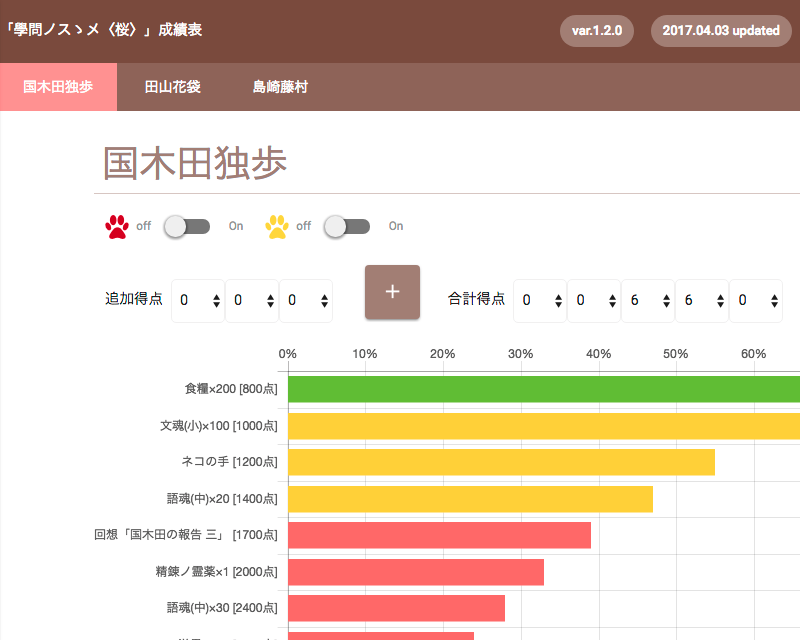 「學問ノスゝメ〈桜〉」成績表
var.1.2.0
2017.04.03 updated
国木田独歩 田山花袋 島崎藤村
国木田独歩
off On off On
追加得点 0 0 0 + 合計得点 0 0 6 6 0
0% 10% 20% 30% 40% 50% 60%
食糧×200 [800点]
文魂(小)×100 [1000点]
ネコの手 [1200点]
語魂(中)×20 [1400点]
回想「国木田の報告 三」 [1700点]
精錬ノ霊薬×1 [2000点]
語魂(中)×30 [2400点]